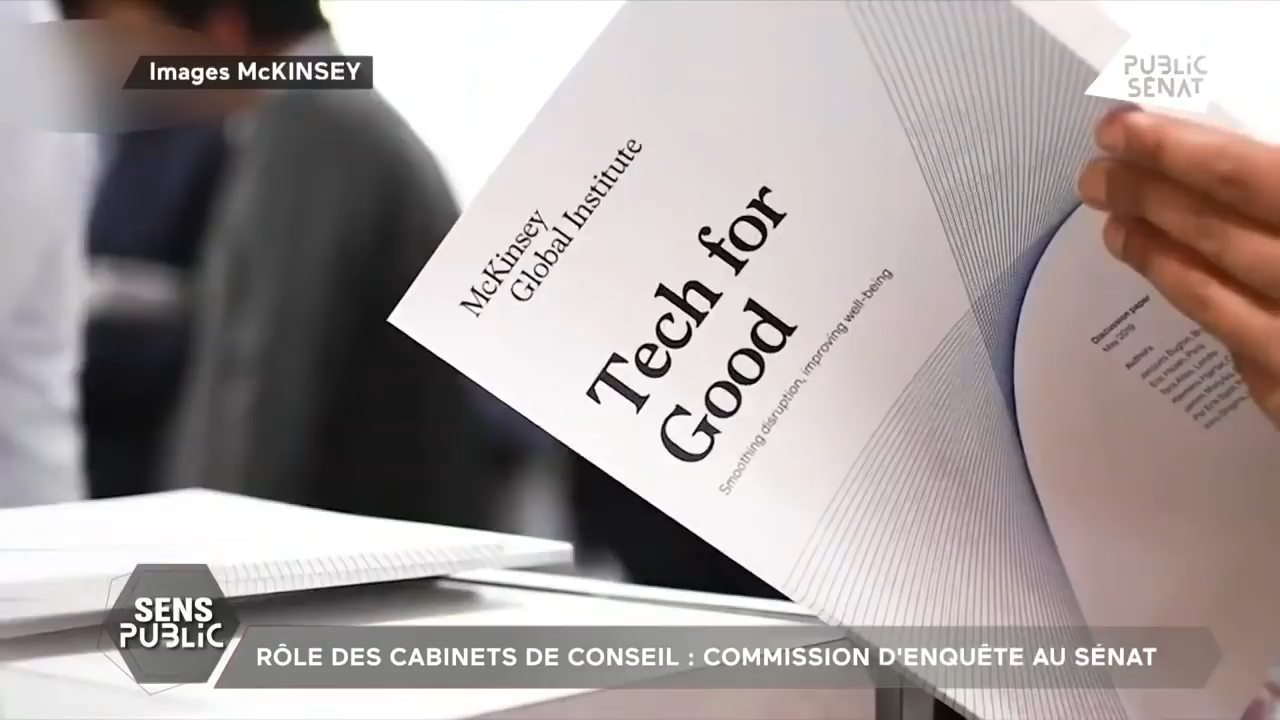 Images McKINSEY
PUBLIC
SÉNAT
McKinsey
Global Institute
Tech for
Good
Smoothing disruption, improving well-being
Discussion paper
May 2019
Authors
SENS
PUBLIC
RÔLE DES CABINETS DE CONSEIL : COMMISSION D'ENQUÊTE AU SÉNAT